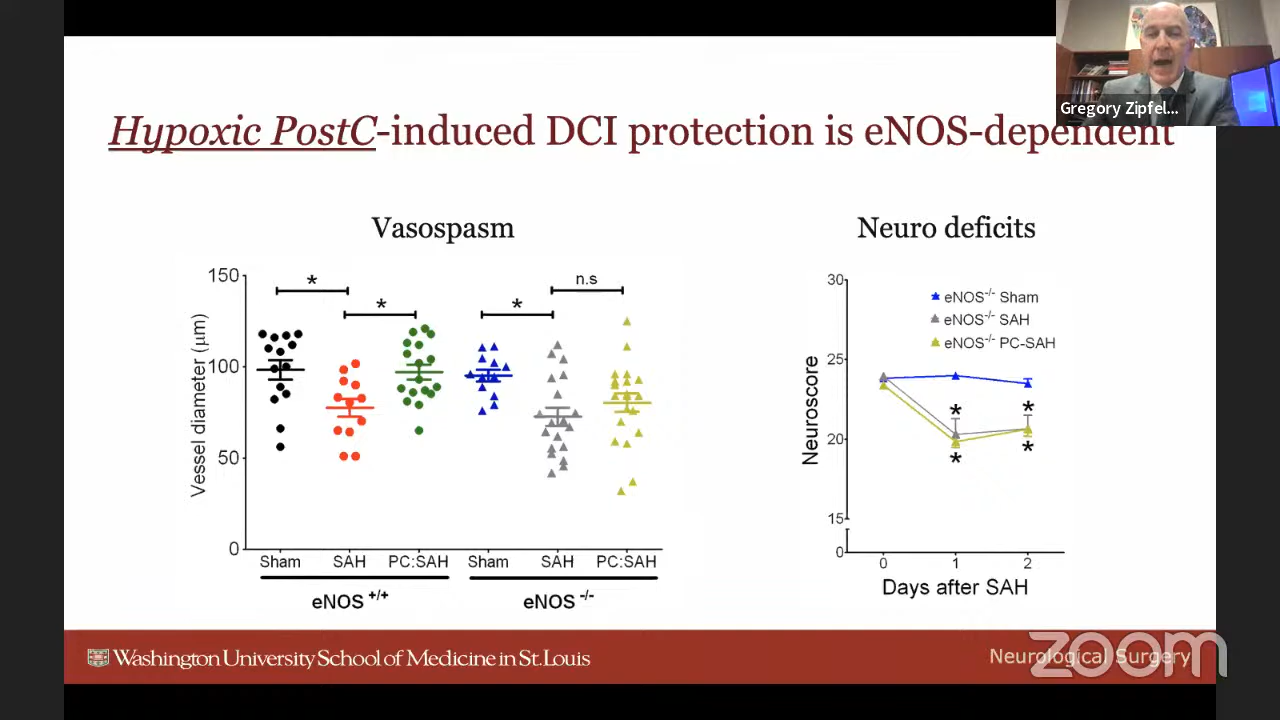 Gregory Zipfel...
Hypoxic PostC-induced DCI protection is eNOS-dependent
Vasospasm
Neuro deficits
150
100
50
0
Vessel diameter (µm)
*
*
*
n.s
Sham
SAH
PC:SAH
Sham
SAH
PC:SAH
eNOS +/+
eNOS -/-
30
25
20
15
0
Neuroscore
eNOS-/- Sham
eNOS-/- SAH
eNOS-/- PC-SAH
*
*
*
*
0
1
2
Days after SAH
Washington University School of Medicine in St. Louis
Neurological Surgery
zoom